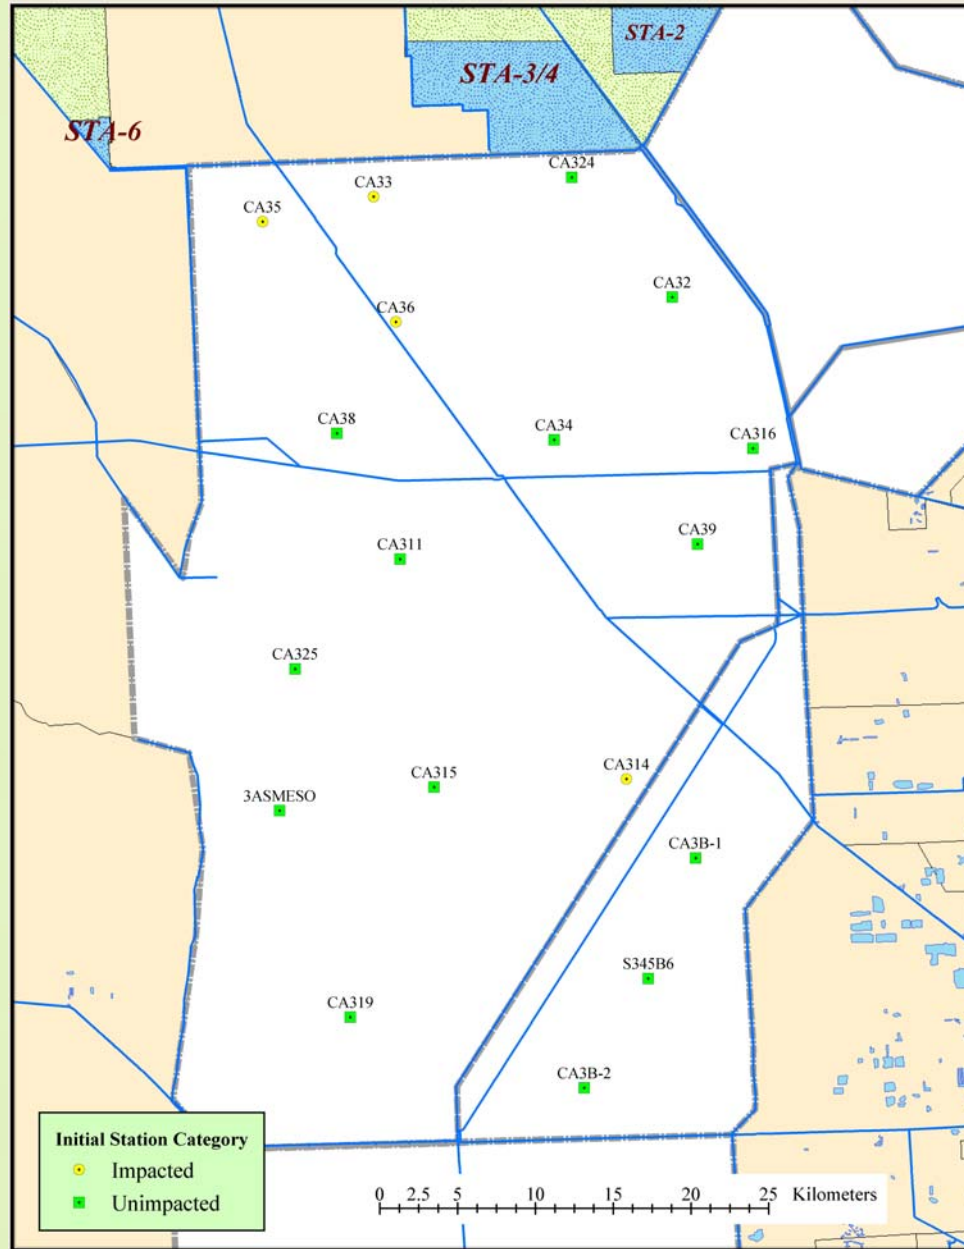 STA-2
STA-3/4
STA-6
CA324
CA33
CA35
CA32
CA36
CA38
CA34
CA316
CA39
CA311
CA325
CA314
CA315
3ASMESO
CA3B-1
S345B6
CA319
CA3B-2
Initial Station Category
Impacted
Unimpacted
0 2.5 5 10 15 20 25 Kilometers